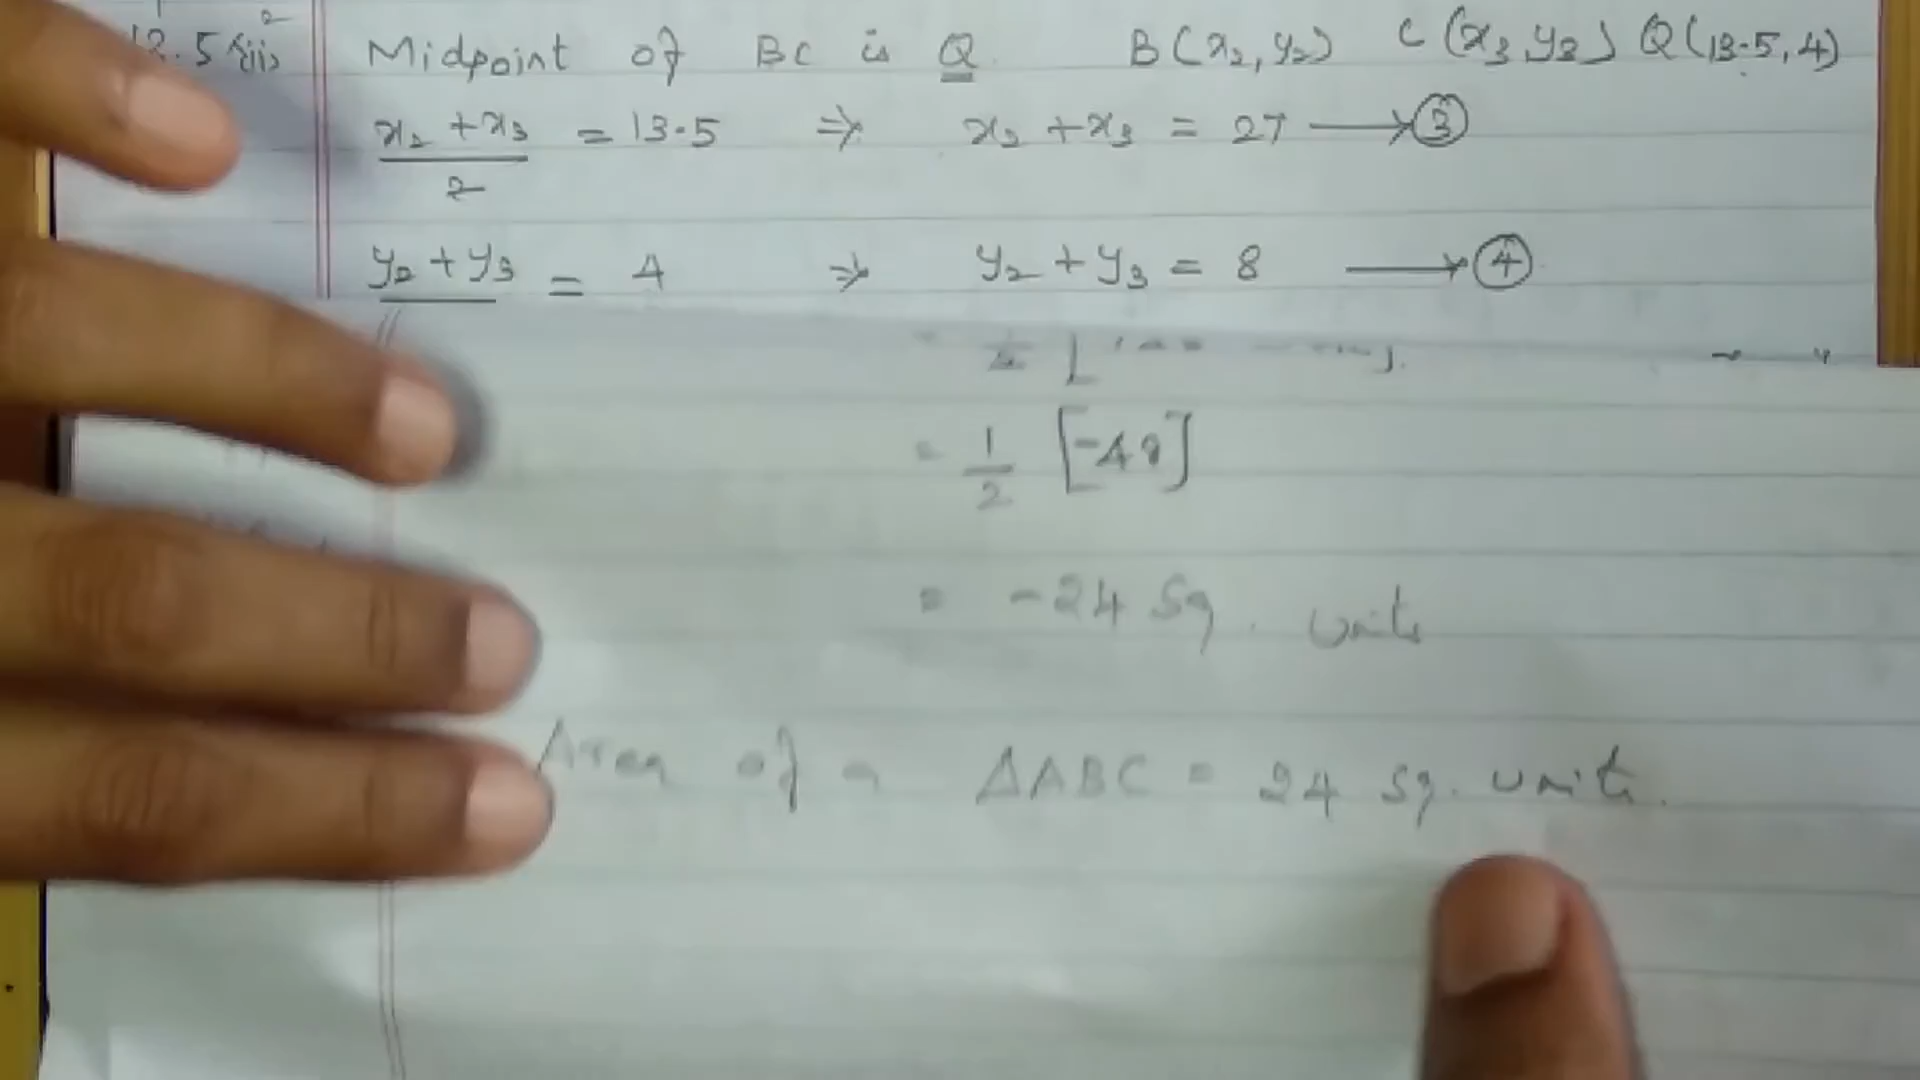 Midpoint of BC is Q B(x₂, y₂) C(x₃, y₃) Q(13.5, 4)
(x₂ + x₃)/2 = 13.5 ⇒ x₂ + x₃ = 27 → ③
y₂ + y₃ = 4 ⇒ y₂ + y₃ = 8 → ④
= 1/2 [-48]
= -24 Sq. units
Area of a ΔABC = 24 Sq. units.